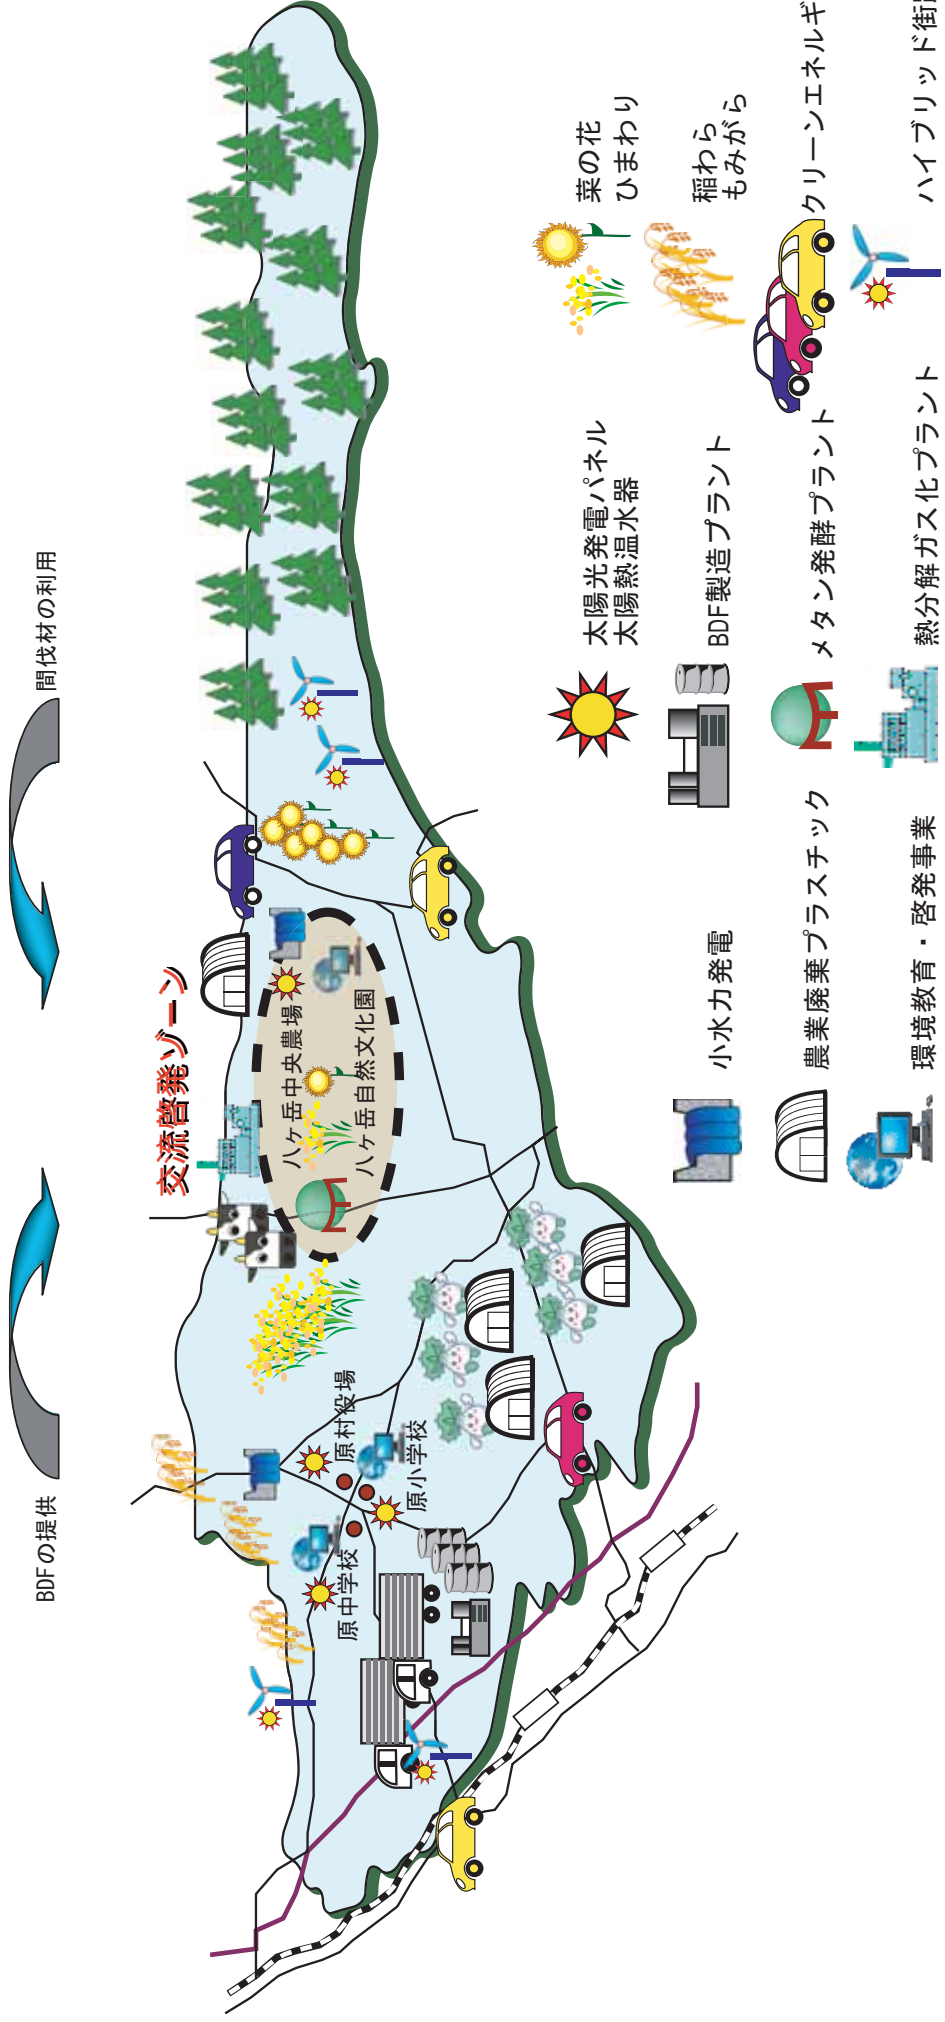 BDFの提供
間伐材の利用
交流啓発ゾーン
八ヶ岳中央農場
八ヶ岳自然文化園
原村役場
原小学校
原中学校
小水力発電
農業廃棄プラスチック
環境教育・啓発事業
太陽光発電パネル
太陽熱温水器
BDF製造プラント
メタン発酵プラント
熱分解ガス化プラント
菜の花
ひまわり
稲わら
もみがら
クリーンエネルギ
ハイブリッド街